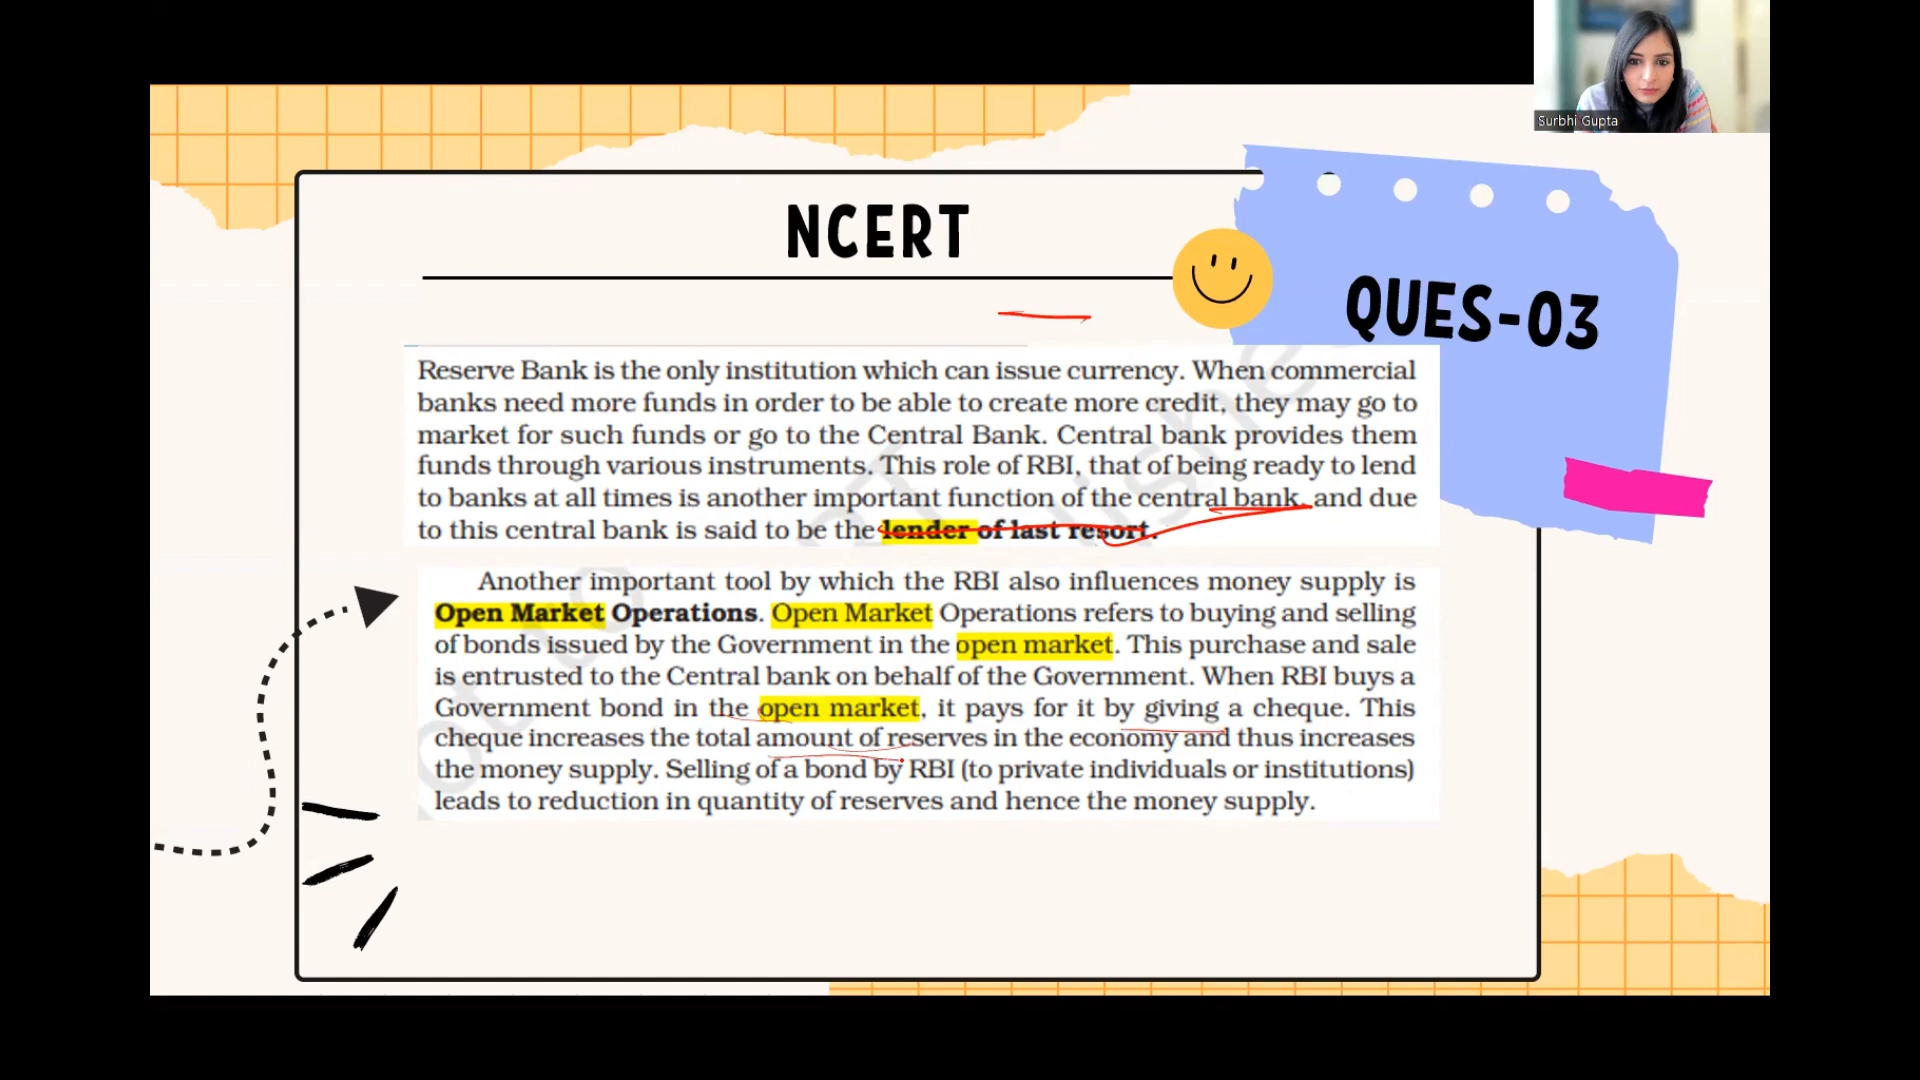 Surbhi Gupta
NCERT
QUES-03
Reserve Bank is the only institution which can issue currency. When commercial
banks need more funds in order to be able to create more credit, they may go to
market for such funds or go to the Central Bank. Central bank provides them
funds through various instruments. This role of RBI, that of being ready to lend
to banks at all times is another important function of the central bank, and due
to this central bank is said to be the lender of last resort.
Another important tool by which the RBI also influences money supply is
Open Market Operations. Open Market Operations refers to buying and selling
of bonds issued by the Government in the open market. This purchase and sale
is entrusted to the Central bank on behalf of the Government. When RBI buys a
Government bond in the open market, it pays for it by giving a cheque. This
cheque increases the total amount of reserves in the economy and thus increases
the money supply. Selling of a bond by RBI (to private individuals or institutions)
leads to reduction in quantity of reserves and hence the money supply.